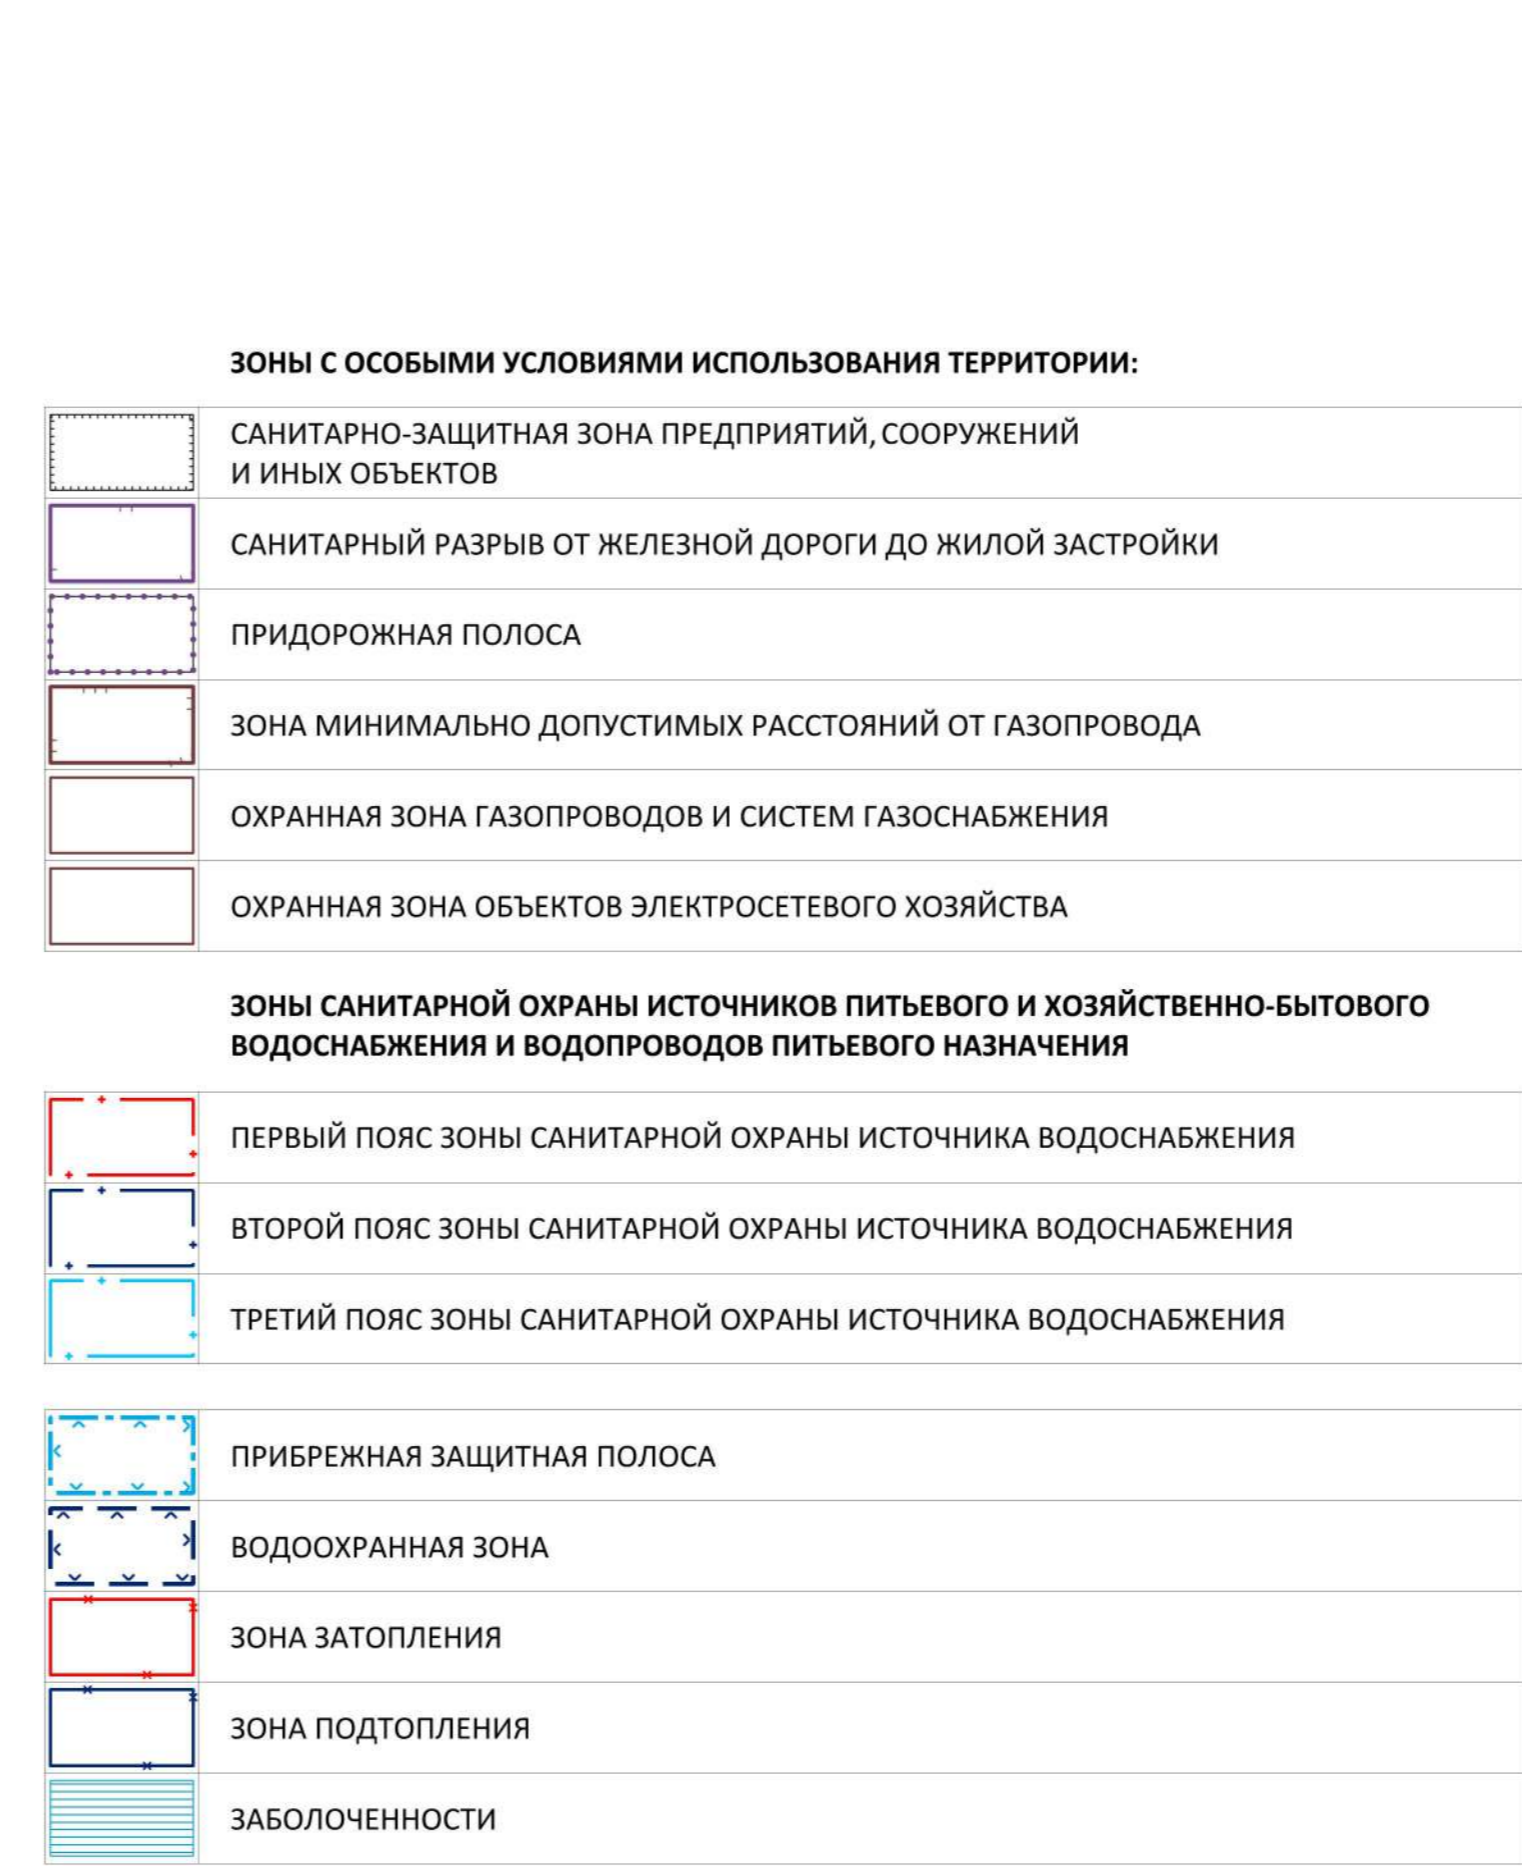 ЗОНЫ С ОСОБЫМИ УСЛОВИЯМИ ИСПОЛЬЗОВАНИЯ ТЕРРИТОРИИ:
САНИТАРНО-ЗАЩИТНАЯ ЗОНА ПРЕДПРИЯТИЙ, СООРУЖЕНИЙ
И ИНЫХ ОБЪЕКТОВ
САНИТАРНЫЙ РАЗРЫВ ОТ ЖЕЛЕЗНОЙ ДОРОГИ ДО ЖИЛОЙ ЗАСТРОЙКИ
ПРИДОРОЖНАЯ ПОЛОСА
ЗОНА МИНИМАЛЬНО ДОПУСТИМЫХ РАССТОЯНИЙ ОТ ГАЗОПРОВОДА
ОХРАННАЯ ЗОНА ГАЗОПРОВОДОВ И СИСТЕМ ГАЗОСНАБЖЕНИЯ
ОХРАННАЯ ЗОНА ОБЪЕКТОВ ЭЛЕКТРОСЕТЕВОГО ХОЗЯЙСТВА
ЗОНЫ САНИТАРНОЙ ОХРАНЫ ИСТОЧНИКОВ ПИТЬЕВОГО И ХОЗЯЙСТВЕННО-БЫТОВОГО
ВОДОСНАБЖЕНИЯ И ВОДОПРОВОДОВ ПИТЬЕВОГО НАЗНАЧЕНИЯ
ПЕРВЫЙ ПОЯС ЗОНЫ САНИТАРНОЙ ОХРАНЫ ИСТОЧНИКА ВОДОСНАБЖЕНИЯ
ВТОРОЙ ПОЯС ЗОНЫ САНИТАРНОЙ ОХРАНЫ ИСТОЧНИКА ВОДОСНАБЖЕНИЯ
ТРЕТИЙ ПОЯС ЗОНЫ САНИТАРНОЙ ОХРАНЫ ИСТОЧНИКА ВОДОСНАБЖЕНИЯ
ПРИБРЕЖНАЯ ЗАЩИТНАЯ ПОЛОСА
ВОДООХРАННАЯ ЗОНА
ЗОНА ЗАТОПЛЕНИЯ
ЗОНА ПОДТОПЛЕНИЯ
ЗАБОЛОЧЕННОСТИ